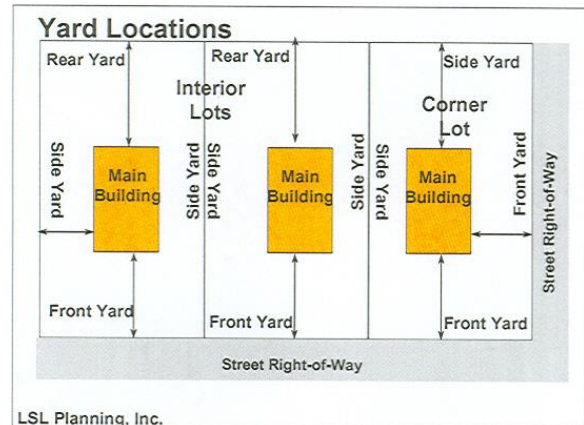 Yard Locations
Rear Yard
Rear Yard
Side Yard
Interior
Lots
Corner
Lot
Side Yard
Main
Building
Side Yard
Side Yard
Main
Building
Side Yard
Side Yard
Main
Building
Front Yard
Street Right-of-Way
Front Yard
Front Yard
Front Yard
Street Right-of-Way
LSL Planning, Inc.